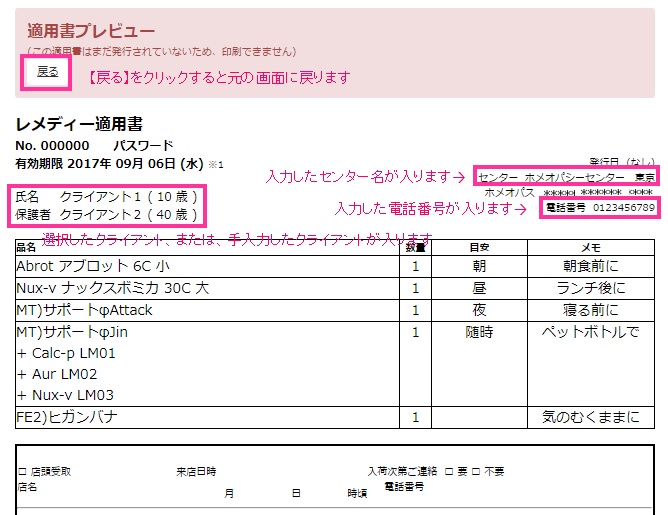 適用書プレビュー
(この適用書はまだ発行されていないため、印刷できません)
戻る 【戻る】をクリックすると元の画面に戻ります
レメディー適用書
No. 000000 パスワード
有効期限 2017年 09月 06日 (水) ※1
発行日 (なし)
入力したセンター名が入ります→ センター ホメオパシーセンター 東京
氏名 クライアント1 ( 10 歳 ) ホメオパス ***** ****** ****
保護者 クライアント2 ( 40 歳 ) 入力した電話番号が入ります→ 電話番号 0123456789
選択したクライアント、または、手入力したクライアントが入ります
品名 数量 目安 メモ
Abrot アブロット 6C 小 1 朝 朝食前に
Nux-v ナックスボミカ 30C 大 1 昼 ランチ後に
MT)サポートφAttack 1 夜 寝る前に
MT)サポートφJin 1 随時 ペットボトルで
+ Calc-p LM01
+ Aur LM02
+ Nux-v LM03
FE2)ヒガンバナ 1 気のむくままに
□ 店頭受取 来店日時 入荷次第ご連絡 □ 要 □ 不要
店名 月 日 時頃 電話番号